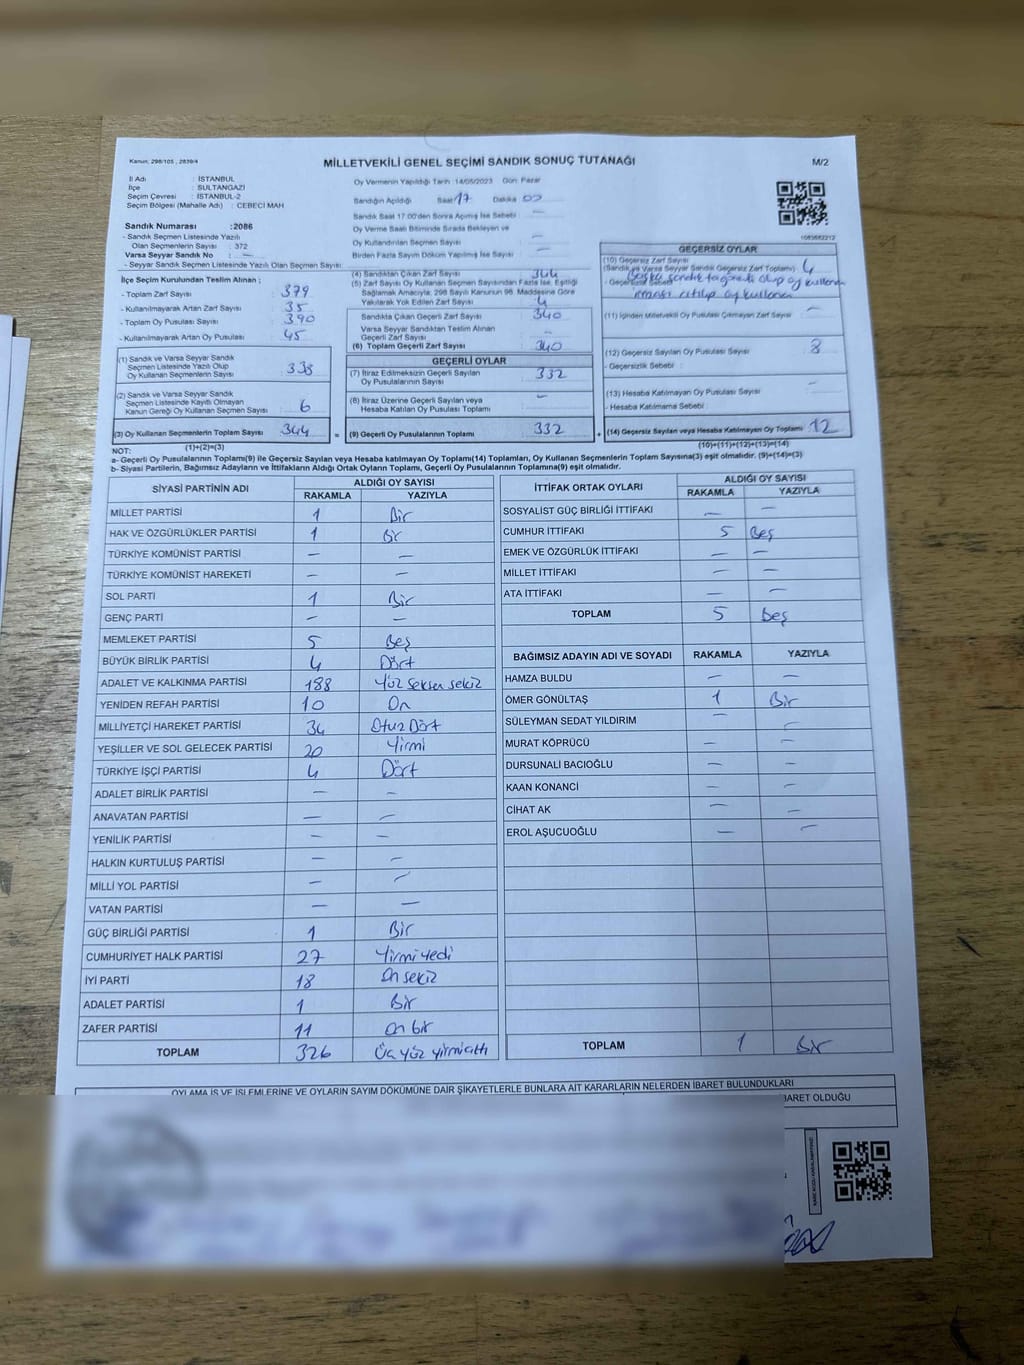 Kanun; 298/105 , 2839/4
MİLLETVEKİLİ GENEL SEÇİMİ SANDIK SONUÇ TUTANAĞI
M/2
İl Adı : İSTANBUL
İlçe : SULTANGAZİ
Seçim Çevresi : İSTANBUL-2
Seçim Bölgesi (Mahalle Adı) : CEBECİ MAH
Sandık Numarası :2086
- Sandık Seçmen Listesinde Yazılı
Olan Seçmenlerin Sayısı : 372
Varsa Seyyar Sandık No : —
- Seyyar Sandık Seçmen Listesinde Yazılı Olan Seçmen Sayısı:
Oy Vermenin Yapıldığı Tarih :14/05/2023 Gün: Pazar
Sandığın Açıldığı Saat 17 Dakika 00
Sandık Saat 17:00'den Sonra Açımış İse Sebebi : —
Oy Verme Saati Bitiminde Sırada Bekleyen ve
Oy Kullandırılan Seçmen Sayısı : —
Birden Fazla Sayım Döküm Yapılmış İse Sayısı : —
İlçe Seçim Kurulundan Teslim Alınan ;
- Toplam Zarf Sayısı : 379
- Kullanılmayarak Artan Zarf Sayısı : 35
- Toplam Oy Pusulası Sayısı : 390
- Kullanılmayarak Artan Oy Pusulası : 45
(1) Sandık ve Varsa Seyyar Sandık
Seçmen Listesinde Yazılı Olup
Oy Kullanan Seçmenlerin Sayısı : 338
(2) Sandık ve Varsa Seyyar Sandık
Seçmen Listesinde Kayıtlı Olmayan
Kanun Gereği Oy Kullanan Seçmen Sayısı : 6
(3) Oy Kullanan Seçmenlerin Toplam Sayısı : 344
(1)+(2)=(3)
(4) Sandıktan Çıkan Zarf Sayısı : 344
(5) Zarf Sayısı Oy Kullanan Seçmen Sayısından Fazla İse, Eşitliği
Sağlamak Amacıyla; 298 Sayılı Kanunun 98. Maddesine Göre
Yakılarak Yok Edilen Zarf Sayısı : 4
Sandıkta Çıkan Geçerli Zarf Sayısı : 340
Varsa Seyyar Sandıktan Teslim Alınan
Geçerli Zarf Sayısı : —
(6) Toplam Geçerli Zarf Sayısı : 340
GEÇERLİ OYLAR
(7) İtiraz Edilmeksizin Geçerli Sayılan
Oy Pusulalarının Sayısı : 332
(8) İtiraz Üzerine Geçerli Sayılan veya
Hesaba Katılan Oy Pusulası Toplamı : —
= (9) Geçerli Oy Pusulalarının Toplamı : 332
1083682212
GEÇERSİZ OYLAR
(10) Geçersiz Zarf Sayısı
(Sandık ve Varsa Seyyar Sandık Geçersiz Zarf Toplamı) : 4
- Geçersizlik Sebebi : Başka sandıkta görevli olup oy kullanan
oy kullanan
(11) İçinden Milletvekili Oy Pusulası Çıkmayan Zarf Sayısı : —
(12) Geçersiz Sayılan Oy Pusulası Sayısı : 8
- Geçersizlik Sebebi :
(13) Hesaba Katılmayan Oy Pusulası Sayısı : —
- Hesaba Katılmama Sebebi :
+ (14) Geçersiz Sayılan veya Hesaba Katılmayan Oy Toplamı : 12
(10)+(11)+(12)+(13)=(14)
NOT:
a- Geçerli Oy Pusulalarının Toplamı(9) ile Geçersiz Sayılan veya Hesaba katılmayan Oy Toplamı(14) Toplamları, Oy Kullanan Seçmenlerin Toplam Sayısına(3) eşit olmalıdır. (9)+(14)=(3)
b- Siyasi Partilerin, Bağımsız Adayların ve İttifakların Aldığı Ortak Oyların Toplamı, Geçerli Oy Pusulalarının Toplamına(9) eşit olmalıdır.
SİYASİ PARTİNİN ADI ALDIĞI OY SAYISI
RAKAMLA YAZIYLA
MİLLET PARTİSİ 1 Bir
HAK VE ÖZGÜRLÜKLER PARTİSİ 1 Bir
TÜRKİYE KOMÜNİST PARTİSİ — —
TÜRKİYE KOMÜNİST HAREKETİ — —
SOL PARTİ 1 Bir
GENÇ PARTİ — —
MEMLEKET PARTİSİ 5 Beş
BÜYÜK BİRLİK PARTİSİ 4 Dört
ADALET VE KALKINMA PARTİSİ 188 Yüz seksen sekiz
YENİDEN REFAH PARTİSİ 10 On
MİLLİYETÇİ HAREKET PARTİSİ 34 Otuz Dört
YEŞİLLER VE SOL GELECEK PARTİSİ 20 Yirmi
TÜRKİYE İŞÇİ PARTİSİ 4 Dört
ADALET BİRLİK PARTİSİ — —
ANAVATAN PARTİSİ — —
YENİLİK PARTİSİ — —
HALKIN KURTULUŞ PARTİSİ — —
MİLLİ YOL PARTİSİ — —
VATAN PARTİSİ — —
GÜÇ BİRLİĞİ PARTİSİ 1 Bir
CUMHURİYET HALK PARTİSİ 27 Yirmi yedi
İYİ PARTİ 18 On sekiz
ADALET PARTİSİ 1 Bir
ZAFER PARTİSİ 11 On bir
TOPLAM 326 Üç yüz yirmi altı
İTTİFAK ORTAK OYLARI ALDIĞI OY SAYISI
RAKAMLA YAZIYLA
SOSYALİST GÜÇ BİRLİĞİ İTTİFAKI — —
CUMHUR İTTİFAKI 5 Beş
EMEK VE ÖZGÜRLÜK İTTİFAKI — —
MİLLET İTTİFAKI — —
ATA İTTİFAKI — —
TOPLAM 5 Beş
BAĞIMSIZ ADAYIN ADI VE SOYADI RAKAMLA YAZIYLA
HAMZA BULDU — —
ÖMER GÖNÜLTAŞ 1 Bir
SÜLEYMAN SEDAT YILDIRIM — —
MURAT KÖPRÜCÜ — —
DURSUNALİ BACIOĞLU — —
KAAN KONANCİ — —
CİHAT AK — —
EROL AŞUCUOĞLU — —
TOPLAM 1 Bir
OYLAMA İŞ VE İŞLEMLERİNE VE OYLARIN SAYIM DÖKÜMÜNE DAİR ŞİKAYETLERLE BUNLARA AİT KARARLARIN NELERDEN İBARET BULUNDUKLARI
İBARET OLDUĞU